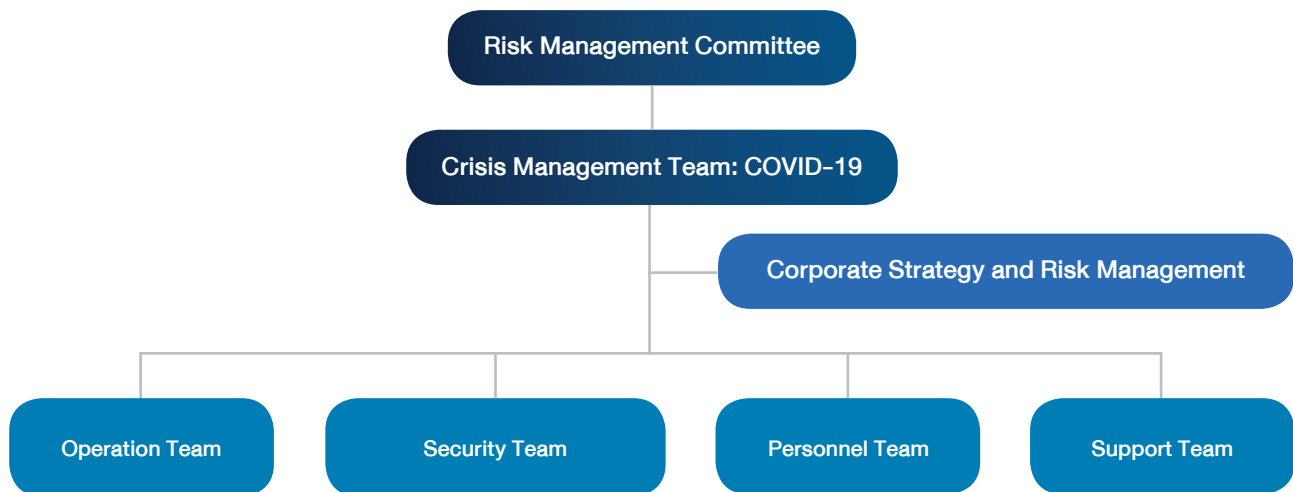 Risk Management Committee
Crisis Management Team: COVID-19
Corporate Strategy and Risk Management
Operation Team
Security Team
Personnel Team
Support Team